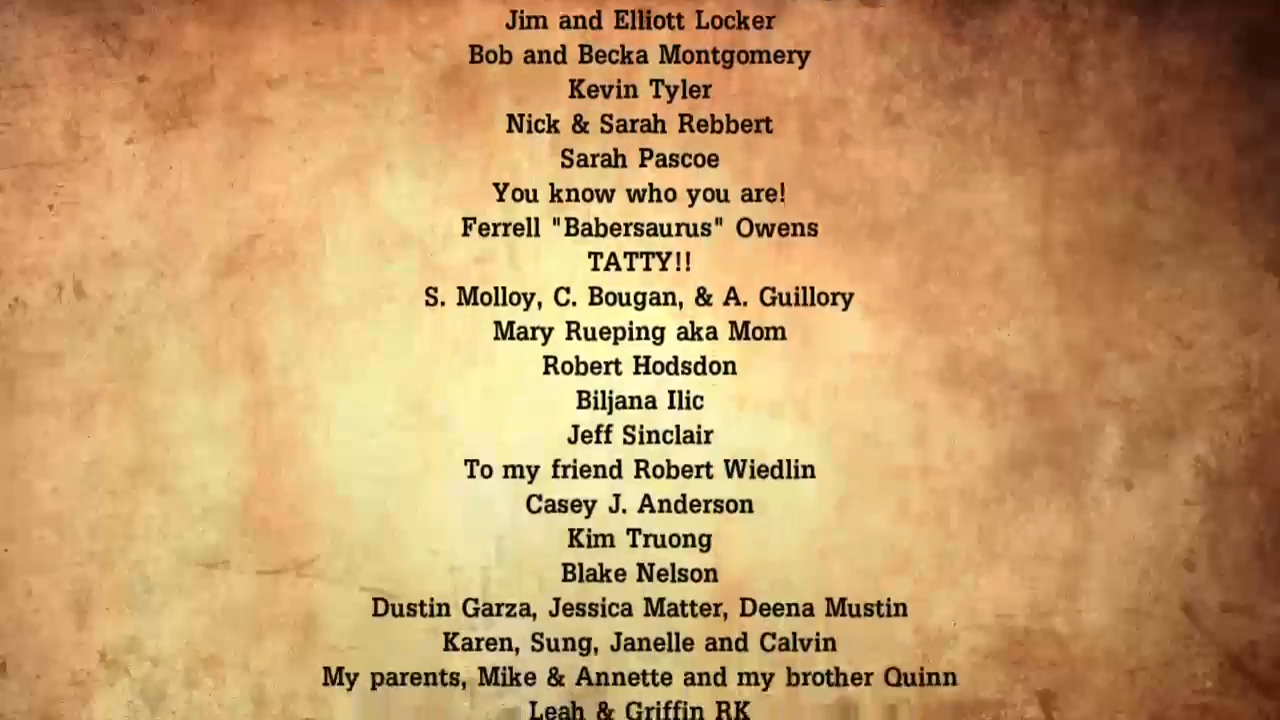 Jim and Elliott Locker
Bob and Becka Montgomery
Kevin Tyler
Nick & Sarah Rebbert
Sarah Pascoe
You know who you are!
Ferrell "Babersaurus" Owens
TATTY!!
S. Molloy, C. Bougan, & A. Guillory
Mary Rueping aka Mom
Robert Hodsdon
Biljana Ilic
Jeff Sinclair
To my friend Robert Wiedlin
Casey J. Anderson
Kim Truong
Blake Nelson
Dustin Garza, Jessica Matter, Deena Mustin
Karen, Sung, Janelle and Calvin
My parents, Mike & Annette and my brother Quinn
Leah & Griffin RK